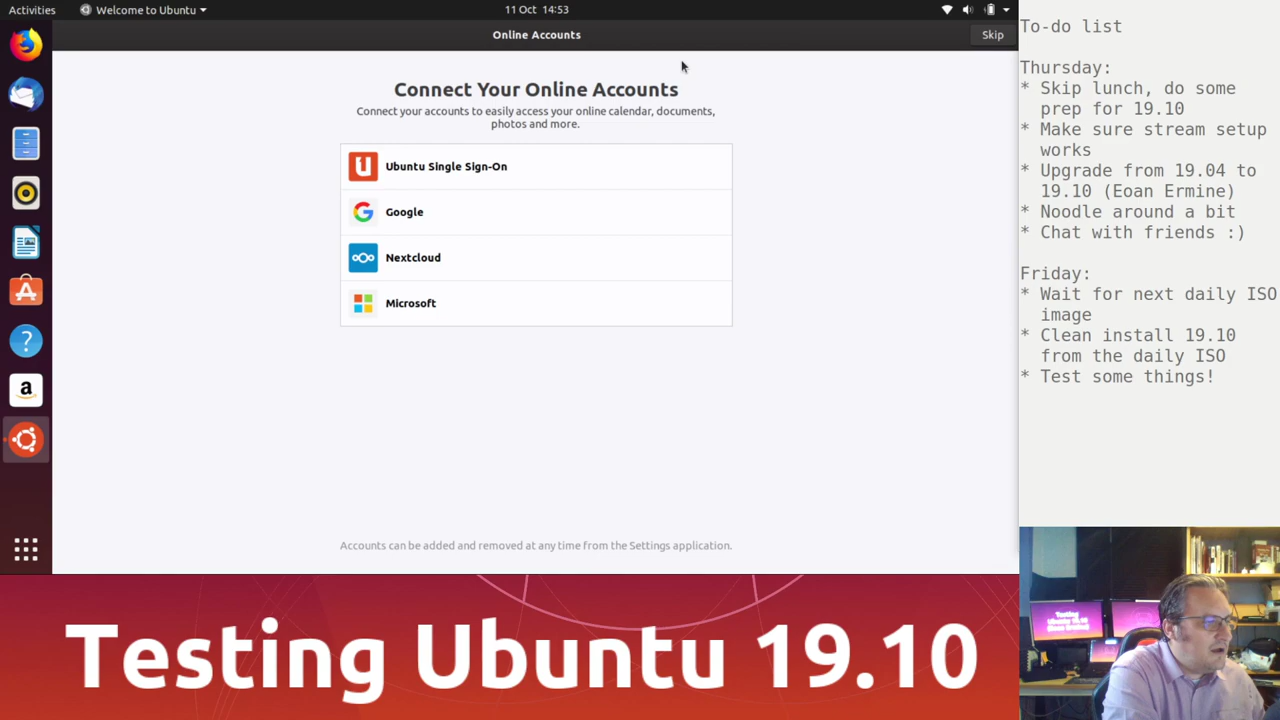 Activities
Welcome to Ubuntu
11 Oct 14:53
Online Accounts
Skip
Connect Your Online Accounts
Connect your accounts to easily access your online calendar, documents,
photos and more.
Ubuntu Single Sign-On
Google
Nextcloud
Microsoft
Accounts can be added and removed at any time from the Settings application.
To-do list
Thursday:
* Skip lunch, do some
prep for 19.10
* Make sure stream setup
works
* Upgrade from 19.04 to
19.10 (Eoan Ermine)
* Noodle around a bit
* Chat with friends :)
Friday:
* Wait for next daily ISO
image
* Clean install 19.10
from the daily ISO
* Test some things!
Testing Ubuntu 19.10